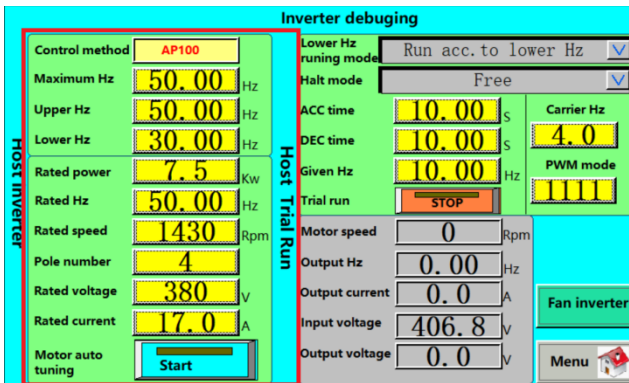 Inverter debuging
Host Inverter
Control method AP100
Maximum Hz 50.00 Hz
Upper Hz 50.00 Hz
Lower Hz 30.00 Hz
Rated power 7.5 Kw
Rated Hz 50.00 Hz
Rated speed 1430 Rpm
Pole number 4
Rated voltage 380 V
Rated current 17.0 A
Motor auto
tuning
Start
Host Trial Run
Lower Hz
runing mode
Run acc.to lower Hz
Halt mode Free
ACC time 10.00 S
DEC time 10.00 S
Given Hz 10.00 Hz
Trial run STOP
Carrier Hz
4.0
PWM mode
1111
Motor speed 0 Rpm
Output Hz 0.00 Hz
Output current 0.0 A
Input voltage 406.8 V
Output voltage 0.0 V
Fan inverter
Menu